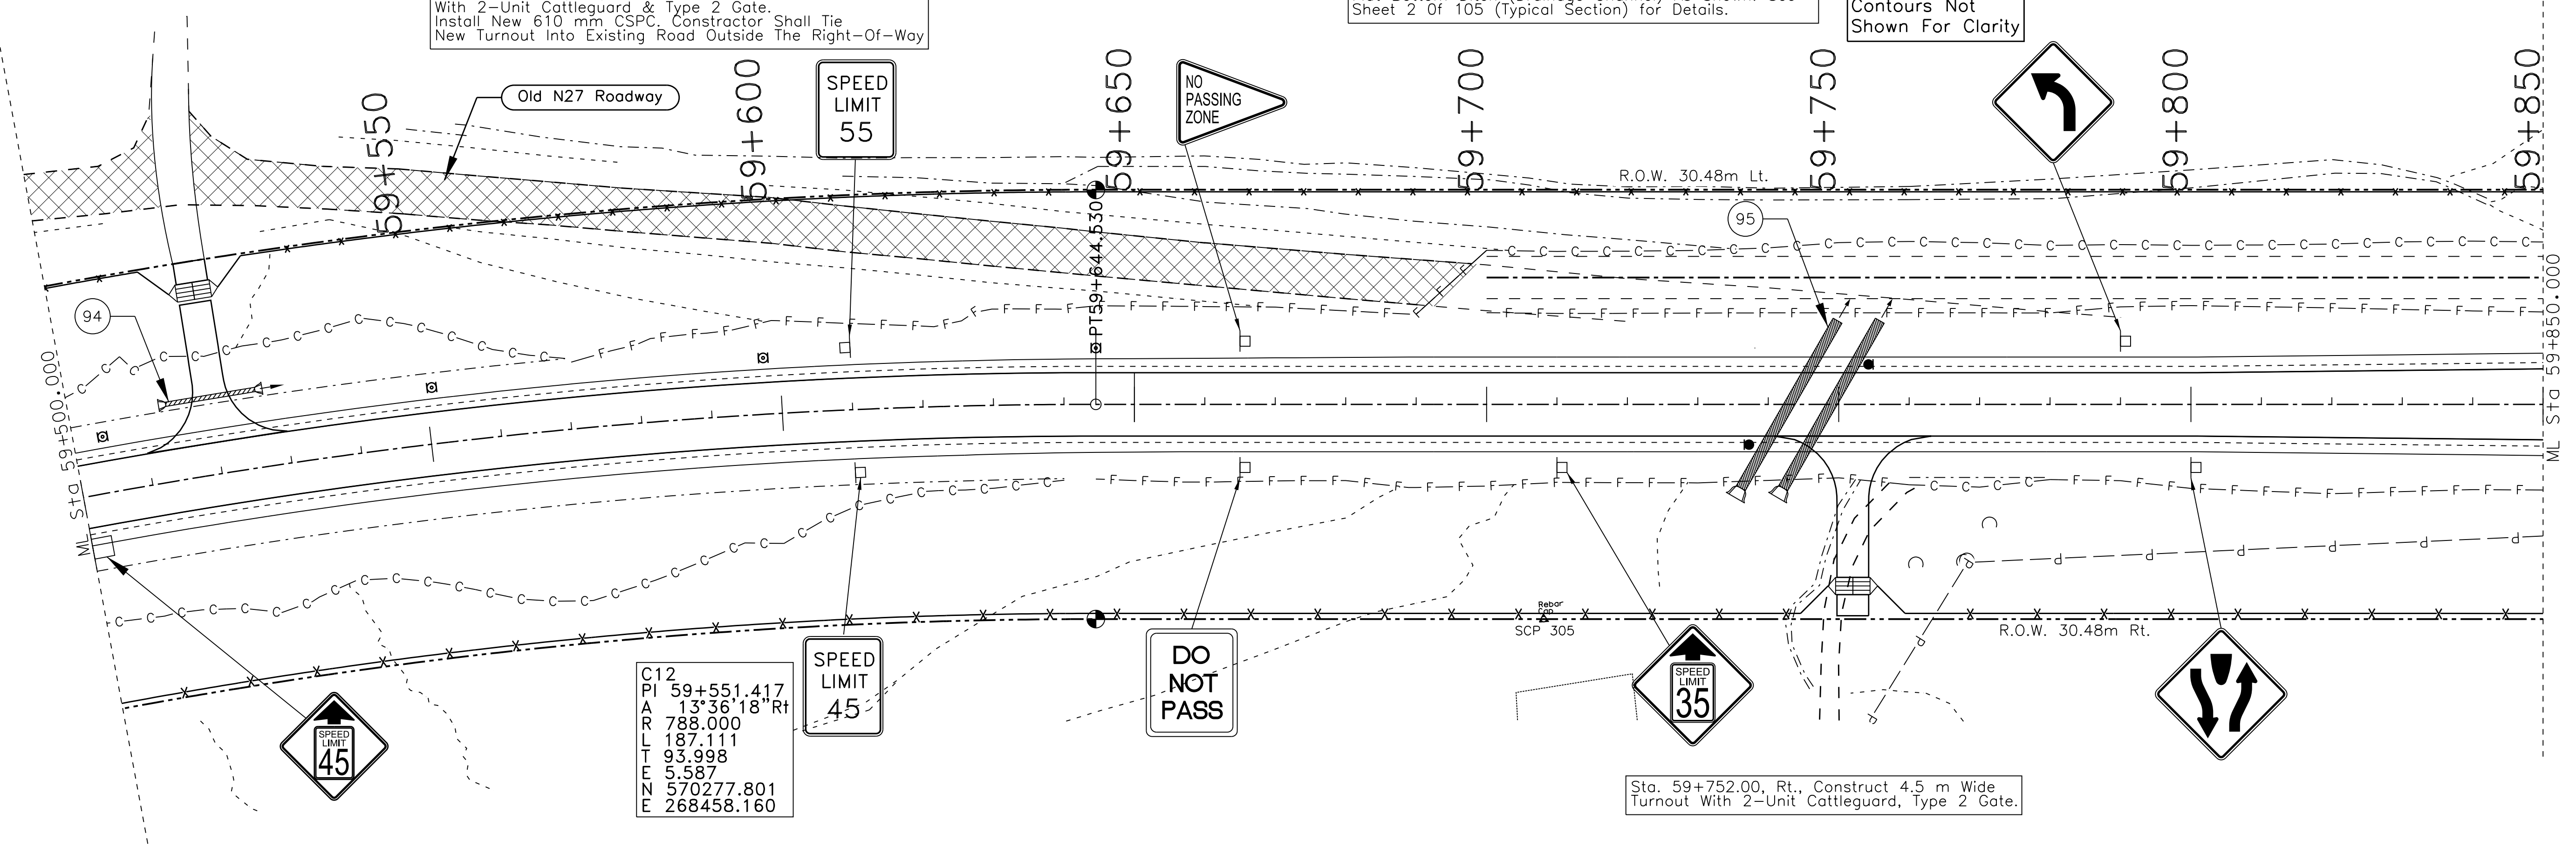 With 2-Unit Cattleguard & Type 2 Gate.
Install New 610 mm CSPC. Constractor Shall Tie
New Turnout Into Existing Road Outside The Right-Of-Way
Sheet 2 Of 105 (Typical Section) for Details.
Contours Not
Shown For Clarity
Old N27 Roadway
59+550
59+600
SPEED
LIMIT
55
59+650
NO
PASSING
ZONE
59+700
59+750
59+800
59+850
R.O.W. 30.48m Lt.
95
94
PT59+644.530
ML Sta 59+500.000
ML Sta 59+850.000
Rebar
Cap
SCP 305
R.O.W. 30.48m Rt.
SPEED
LIMIT
45
C12
PI 59+551.417
Δ 13°36'18"Rt
R 788.000
L 187.111
T 93.998
E 5.587
N 570277.801
E 268458.160
SPEED
LIMIT
45
DO
NOT
PASS
SPEED
LIMIT
35
Sta. 59+752.00, Rt., Construct 4.5 m Wide
Turnout With 2-Unit Cattleguard, Type 2 Gate.